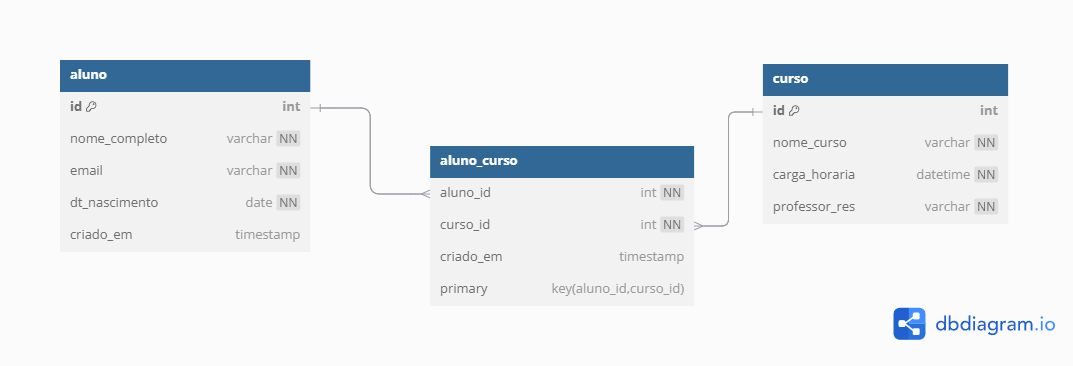 aluno
id int
nome_completo varchar NN
email varchar NN
dt_nascimento date NN
criado_em timestamp
aluno_curso
aluno_id int NN
curso_id int NN
criado_em timestamp
primary key(aluno_id,curso_id)
curso
id int
nome_curso varchar NN
carga_horaria datetime NN
professor_res varchar NN
dbdiagram.io